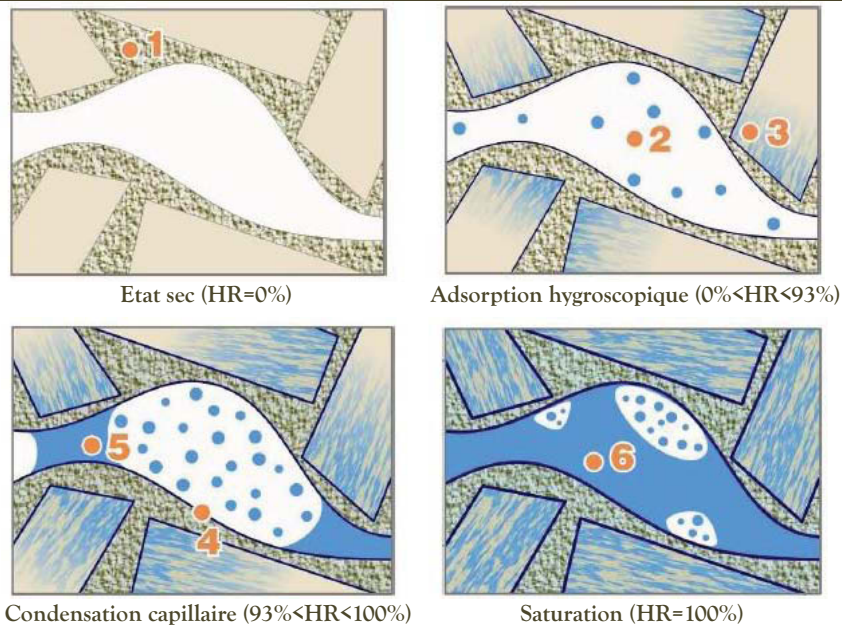 1
2
3
Etat sec (HR=0%)
Adsorption hygroscopique (0%<HR<93%)
5
4
6
Condensation capillaire (93%<HR<100%)
Saturation (HR=100%)